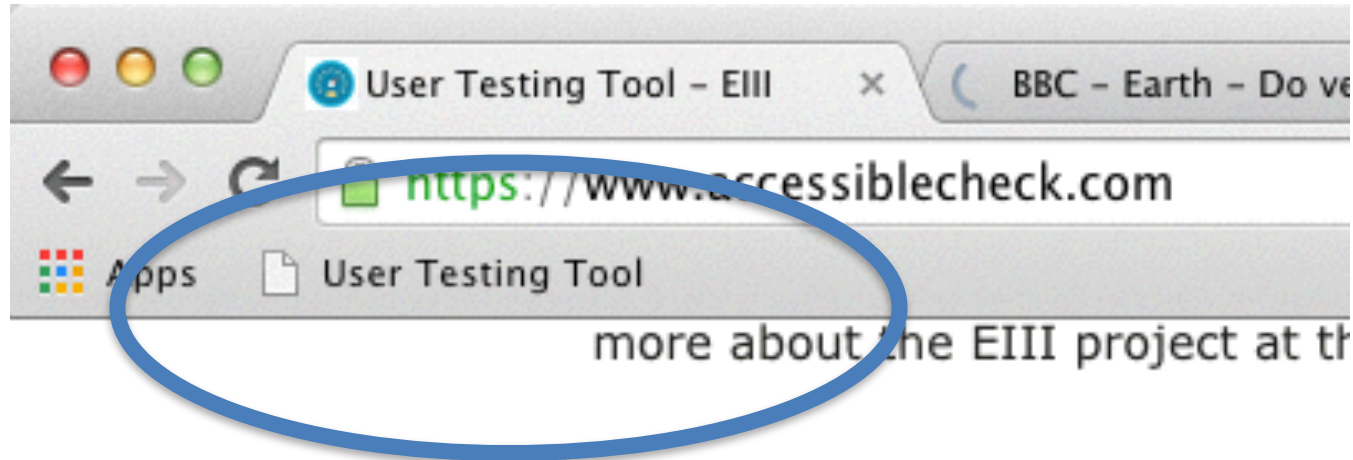 User Testing Tool – EIII BBC – Earth – Do ve
https://www.accessiblecheck.com
Apps User Testing Tool
more about the EIII project at th